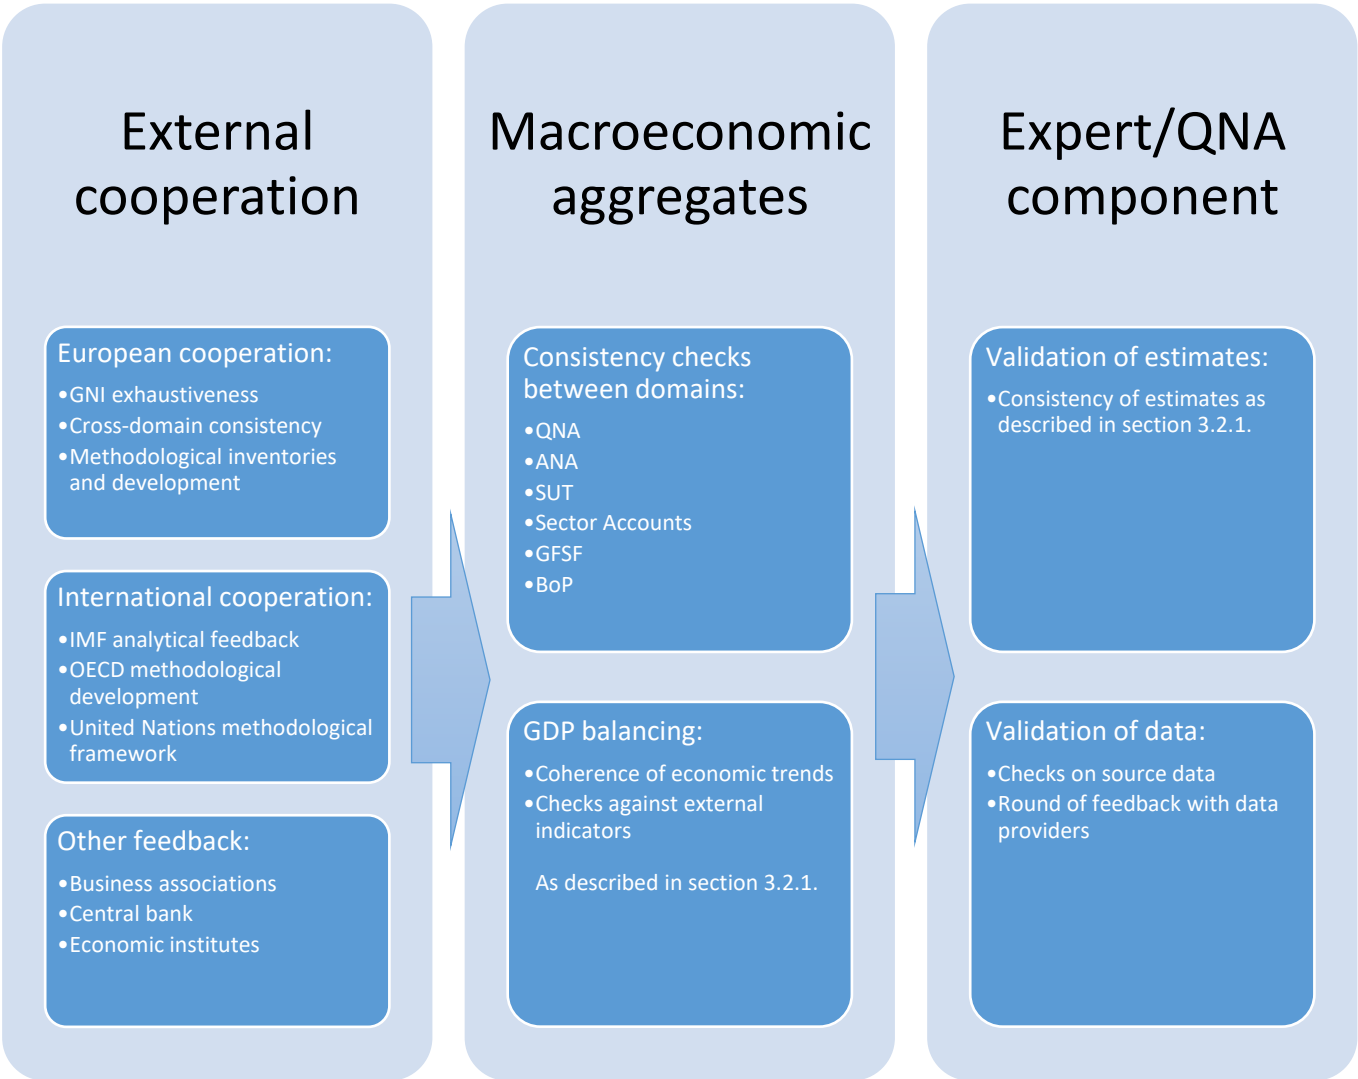 External
cooperation
European cooperation:
•GNI exhaustiveness
•Cross-domain consistency
•Methodological inventories
and development
International cooperation:
•IMF analytical feedback
•OECD methodological
development
•United Nations methodological
framework
Other feedback:
•Business associations
•Central bank
•Economic institutes
Macroeconomic
aggregates
Consistency checks
between domains:
•QNA
•ANA
•SUT
•Sector Accounts
•GFSF
•BoP
GDP balancing:
•Coherence of economic trends
•Checks against external
indicators
As described in section 3.2.1.
Expert/QNA
component
Validation of estimates:
•Consistency of estimates as
described in section 3.2.1.
Validation of data:
•Checks on source data
•Round of feedback with data
providers